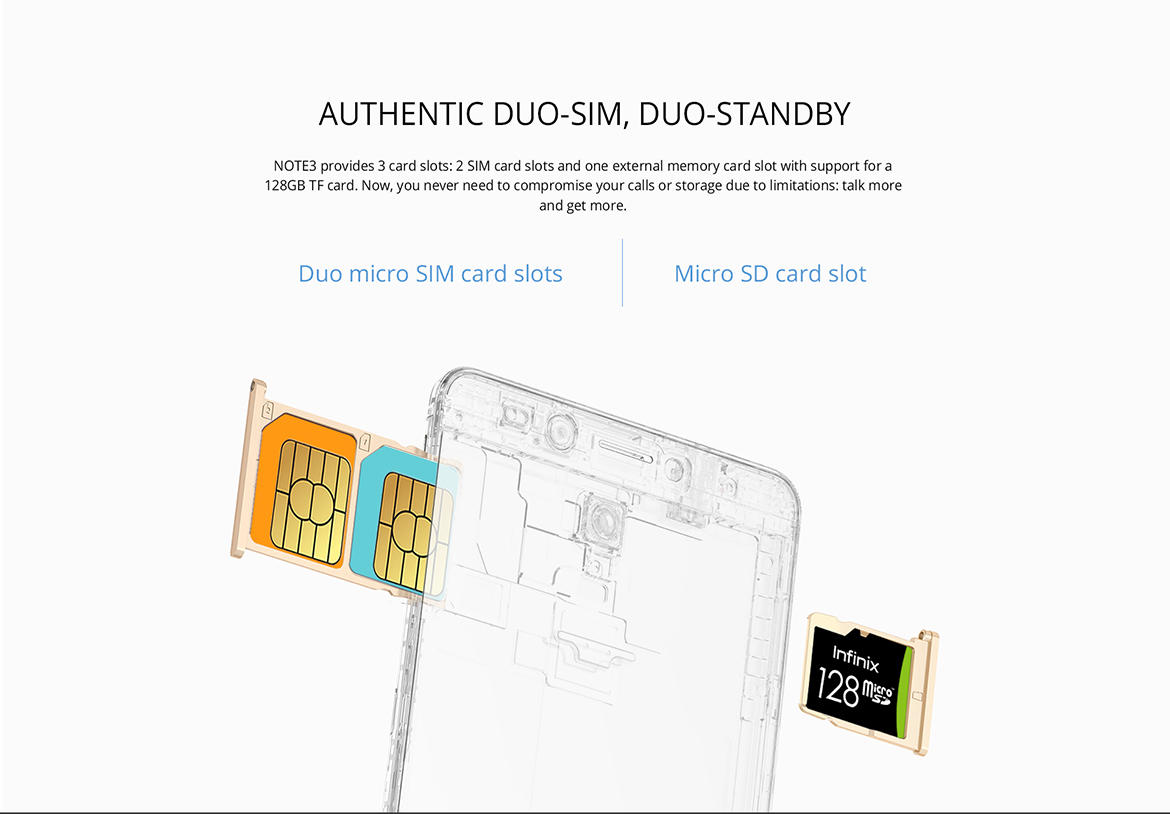 AUTHENTIC DUO-SIM, DUO-STANDBY
NOTE3 provides 3 card slots: 2 SIM card slots and one external memory card slot with support for a
128GB TF card. Now, you never need to compromise your calls or storage due to limitations: talk more
and get more.
Duo micro SIM card slots
Micro SD card slot
2
1
Infinix
128 Micro SD